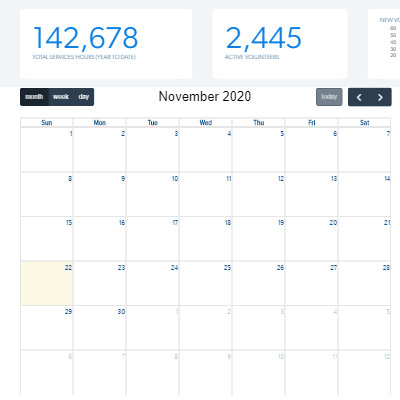 142,678
TOTAL SERVICES HOURS (YEAR TO DATE)
2,445
ACTIVE VOLUNTEERS
NEW VO
60
50
40
30
20
month week day
November 2020
today
Sun Mon Tue Wed Thu Fri Sat
1 2 3 4 5 6 7
8 9 10 11 12 13 14
15 16 17 18 19 20 21
22 23 24 25 26 27 28
29 30 1 2 3 4 5
6 7 8 9 10 11 12